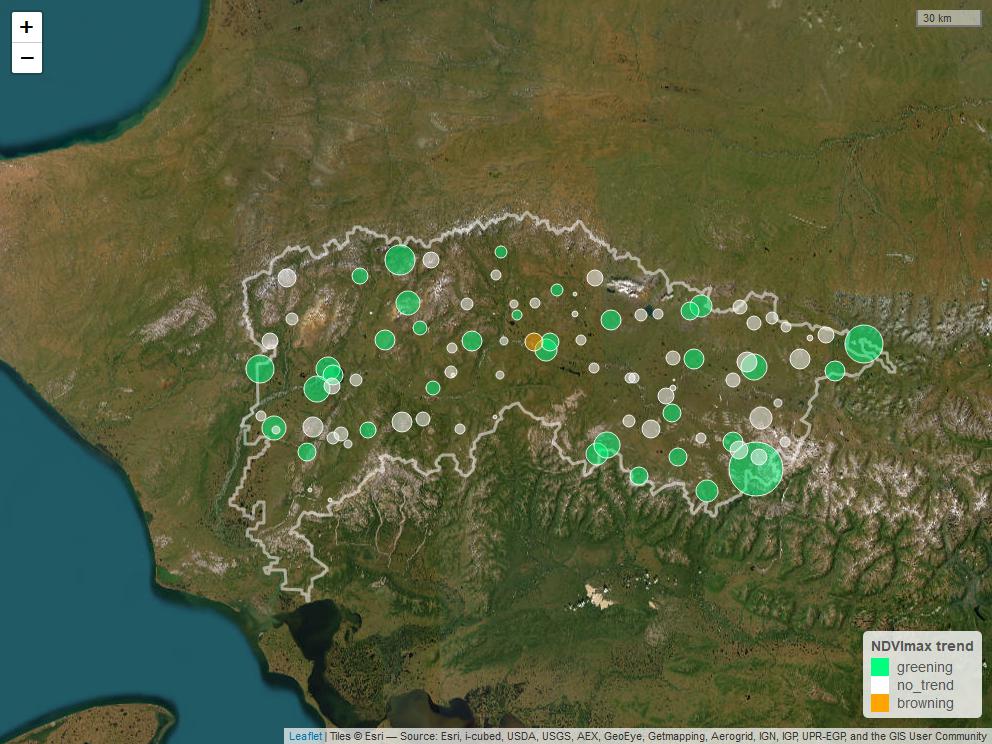 +
−
30 km
NDVImax trend
greening
no_trend
browning
Leaflet | Tiles © Esri — Source: Esri, i-cubed, USDA, USGS, AEX, GeoEye, Getmapping, Aerogrid, IGN, IGP, UPR-EGP, and the GIS User Community